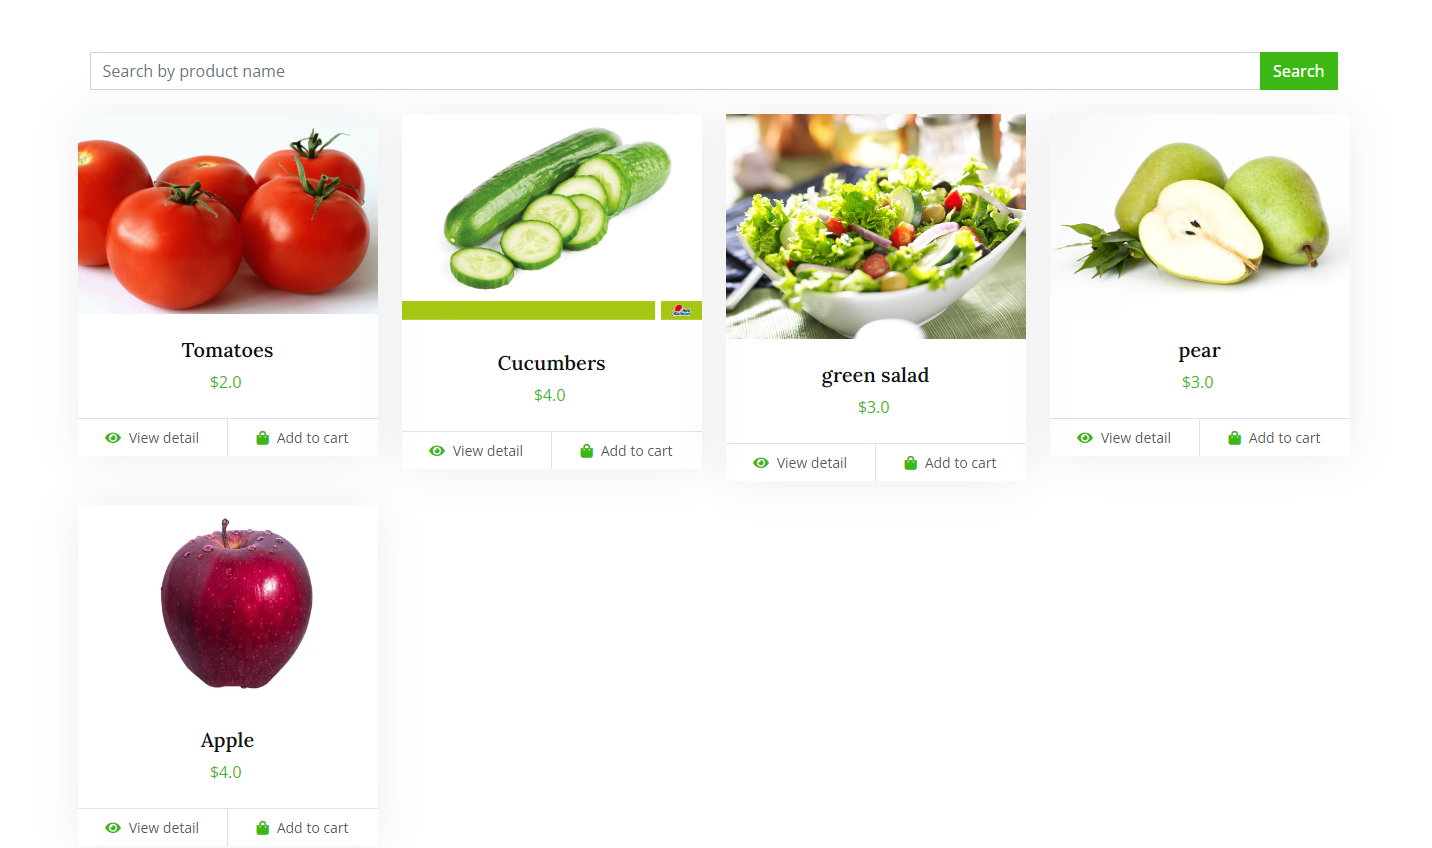 Search by product name
Search
Tomatoes
$2.0
View detail
Add to cart
Cucumbers
$4.0
View detail
Add to cart
green salad
$3.0
View detail
Add to cart
pear
$3.0
View detail
Add to cart
Apple
$4.0
View detail
Add to cart